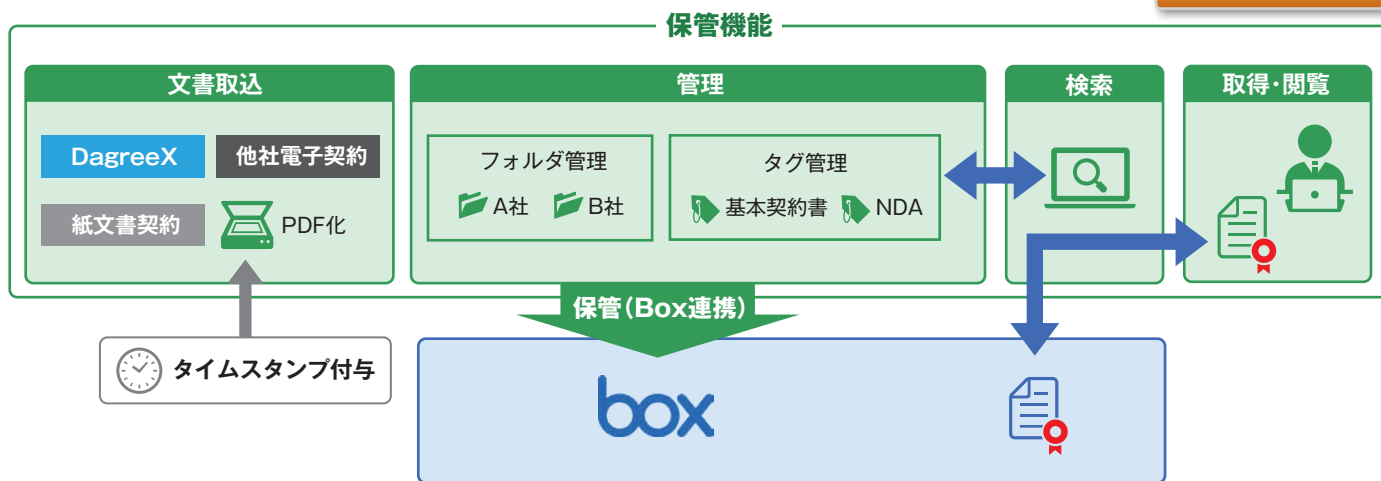 保管機能
文書取込
DagreeX
他社電子契約
紙文書契約
PDF化
タイムスタンプ付与
管理
フォルダ管理
A社
B社
タグ管理
基本契約書
NDA
検索
取得・閲覧
保管(Box連携)
box